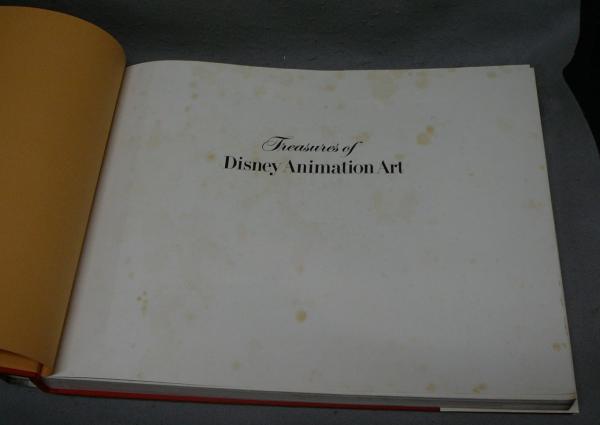 Treasures of
Disney Animation Art